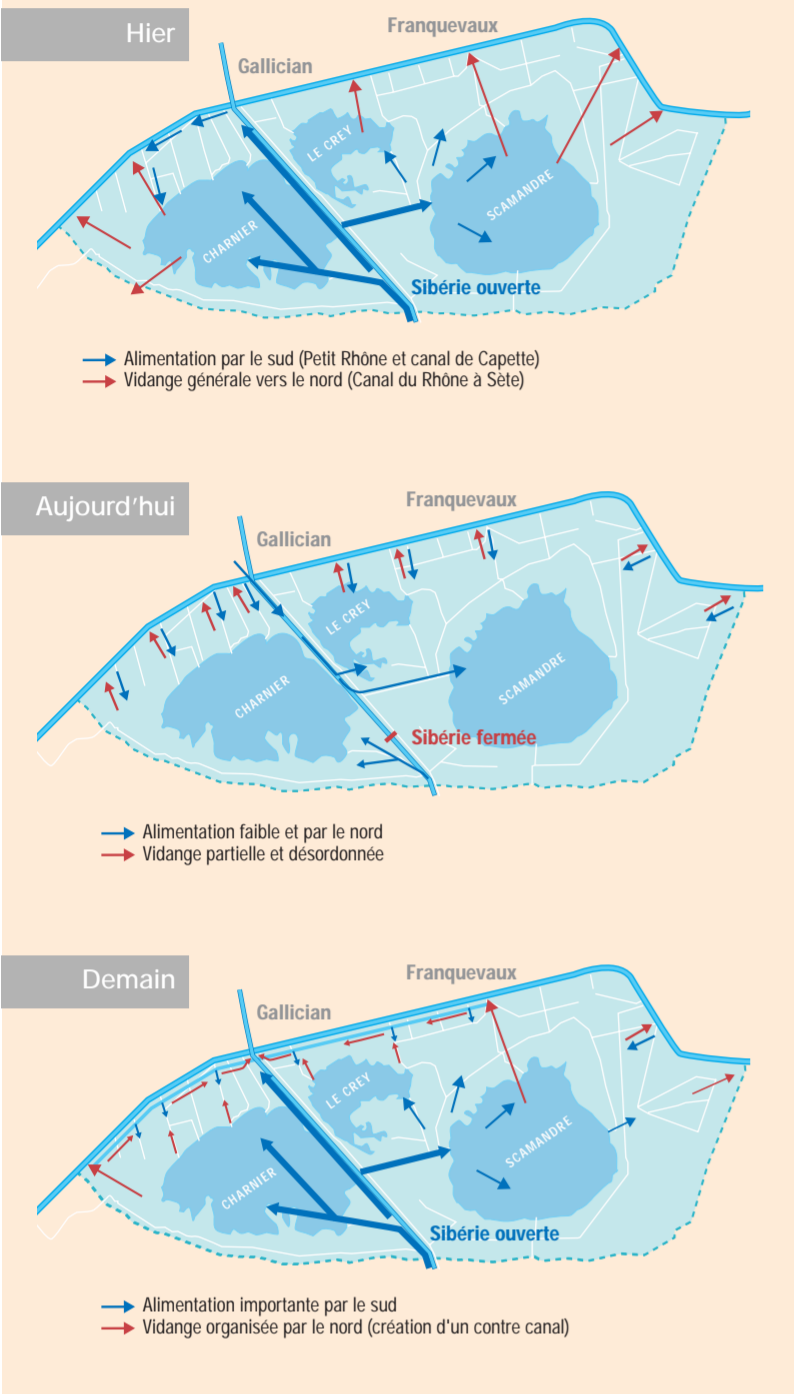 Hier
Franquevaux
Gallician
LE CREY
SCAMANDRE
CHARNIER
Sibérie ouverte
Alimentation par le sud (Petit Rhône et canal de Capette)
Vidange générale vers le nord (Canal du Rhône à Sète)
Aujourd'hui
Franquevaux
Gallician
LE CREY
SCAMANDRE
CHARNIER
Sibérie fermée
Alimentation faible et par le nord
Vidange partielle et désordonnée
Demain
Franquevaux
Gallician
LE CREY
SCAMANDRE
CHARNIER
Sibérie ouverte
Alimentation importante par le sud
Vidange organisée par le nord (création d'un contre canal)